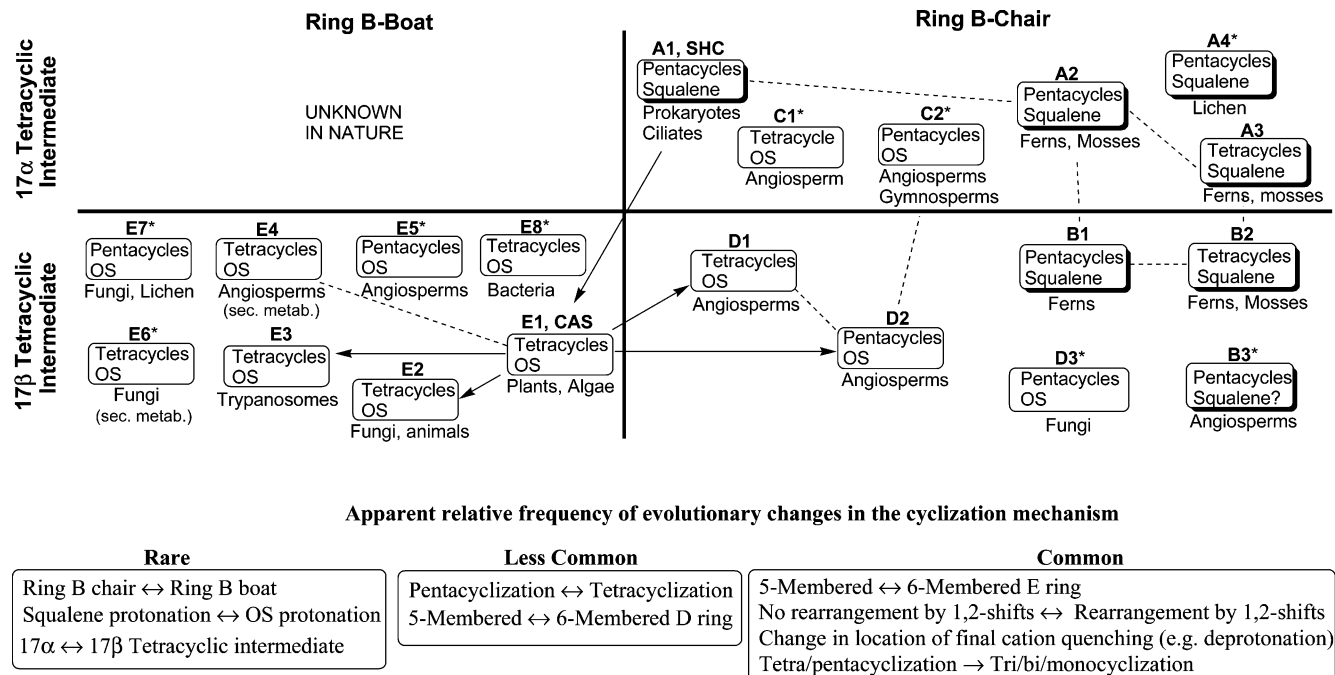 Ring B-Boat
Ring B-Chair
17α Tetracyclic
Intermediate
UNKNOWN
IN NATURE
A1, SHC
Pentacycles
Squalene
Prokaryotes
Ciliates
C1*
Tetracycle
OS
Angiosperm
C2*
Pentacycles
OS
Angiosperms
Gymnosperms
A2
Pentacycles
Squalene
Ferns, Mosses
A4*
Pentacycles
Squalene
Lichen
A3
Tetracycles
Squalene
Ferns, mosses
17β Tetracyclic
Intermediate
E7*
Pentacycles
OS
Fungi, Lichen
E4
Tetracycles
OS
Angiosperms
(sec. metab.)
E5*
Pentacycles
OS
Angiosperms
E8*
Tetracycles
OS
Bacteria
E6*
Tetracycles
OS
Fungi
(sec. metab.)
E3
Tetracycles
OS
Trypanosomes
E2
Tetracycles
OS
Fungi, animals
E1, CAS
Tetracycles
OS
Plants, Algae
D1
Tetracycles
OS
Angiosperms
D2
Pentacycles
OS
Angiosperms
B1
Pentacycles
Squalene
Ferns
B2
Tetracycles
Squalene
Ferns, Mosses
D3*
Pentacycles
OS
Fungi
B3*
Pentacycles
Squalene?
Angiosperms
Apparent relative frequency of evolutionary changes in the cyclization mechanism
Rare
Ring B chair ↔ Ring B boat
Squalene protonation ↔ OS protonation
17α ↔ 17β Tetracyclic intermediate
Less Common
Pentacyclization ↔ Tetracyclization
5-Membered ↔ 6-Membered D ring
Common
5-Membered ↔ 6-Membered E ring
No rearrangement by 1,2-shifts ↔ Rearrangement by 1,2-shifts
Change in location of final cation quenching (e.g. deprotonation)
Tetra/pentacyclization → Tri/bi/monocyclization